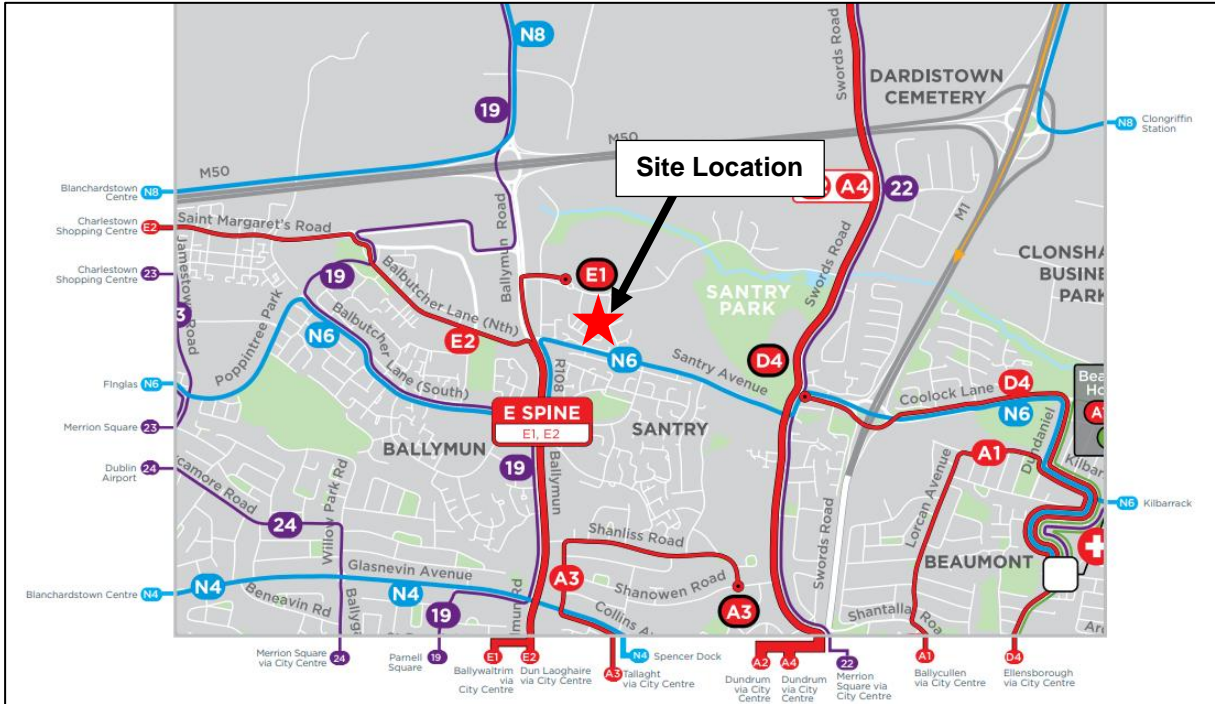 N8
19
M50
M50
Swords Road
DARDISTOWN
CEMETERY
N8 Clongriffin
Station
Site Location
A4
22
M1
Blanchardstown
Centre N8
Charlestown
Shopping Centre E2
Saint Margaret's Road
Ballymun Road
Jamestown Road
Charlestown
Shopping Centre 23
19
E1
SANTRY
PARK
Swords Road
Balbutcher Lane (Nth)
Poppintree Park
N6
E2
N6
Balbutcher Lane (South)
R108
Santry Avenue
D4
Coolock Lane
D4
N6
Finglas N6
Merrion Square 23
E SPINE
E1, E2
BALLYMUN
SANTRY
19
Ballymun
Dundaniel
A1
Dublin
Airport 24
24
Willow Park Rd
Lorcan Avenue
N6 Kilbarrack
Shanliss Road
Swords Road
Glasnevin Avenue
A3
Shanowen Road
A3
BEAUMONT
Blanchardstown Centre N4
N4
N4
Beneavin Rd
19
Shantalla
Merrion Square
via City Centre 24
Parnell
Square 19
E1
E2
Ballywaltrim
via
City Centre
Dun Laoghaire
via City Centre
A3
Tallaght
via City Centre
N4 Spencer Dock
A2
A4
Dundrum
via City
Centre
Dundrum
via City
Centre
22
Merrion
Square via
City Centre
A1
Ballycullen
via City Centre
D4
Ellensborough
via City Centre